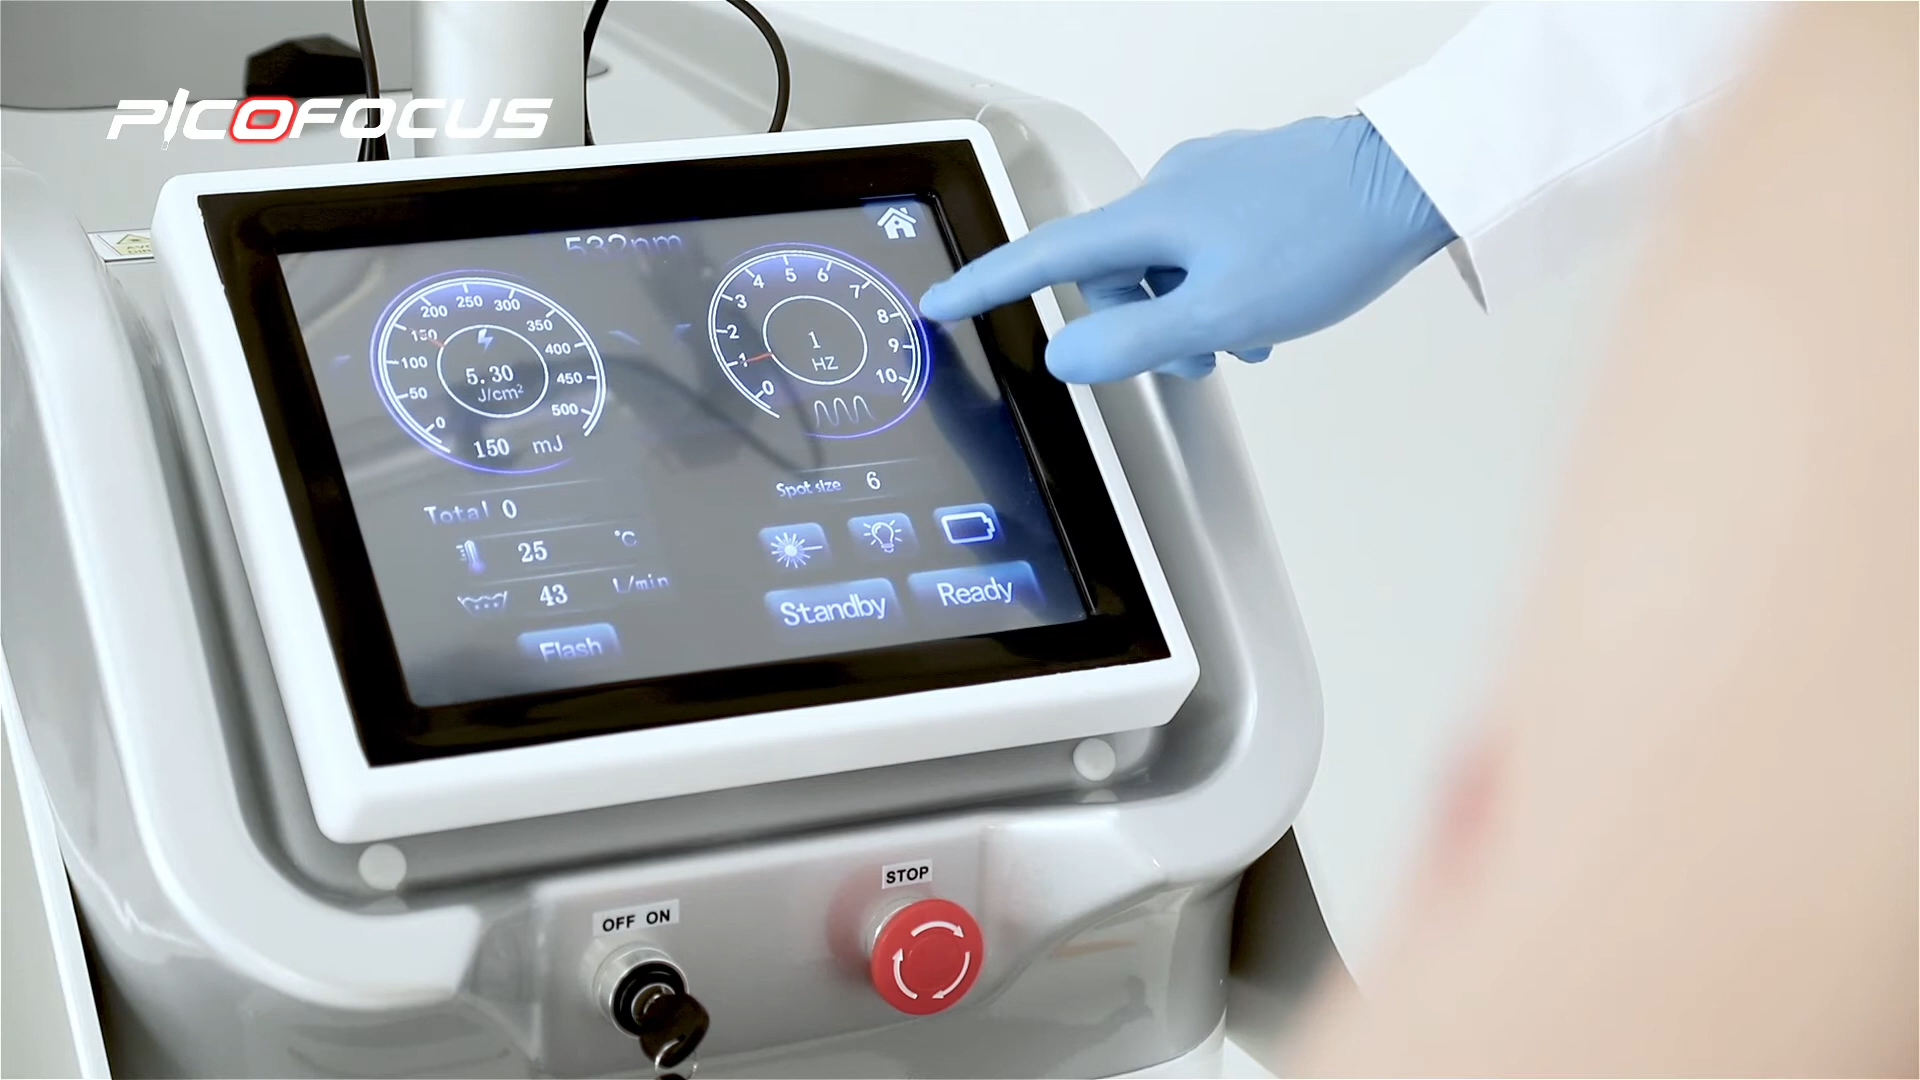 PICOFOCUS
532nm
0 50 100 150 200 250 300 350 400 450 500
5.30
J/cm²
150 mJ
0 1 2 3 4 5 6 7 8 9 10
1
HZ
Total 0
25 °C
43 L/min
Flash
Spot size 6
Standby
Ready
OFF ON
STOP